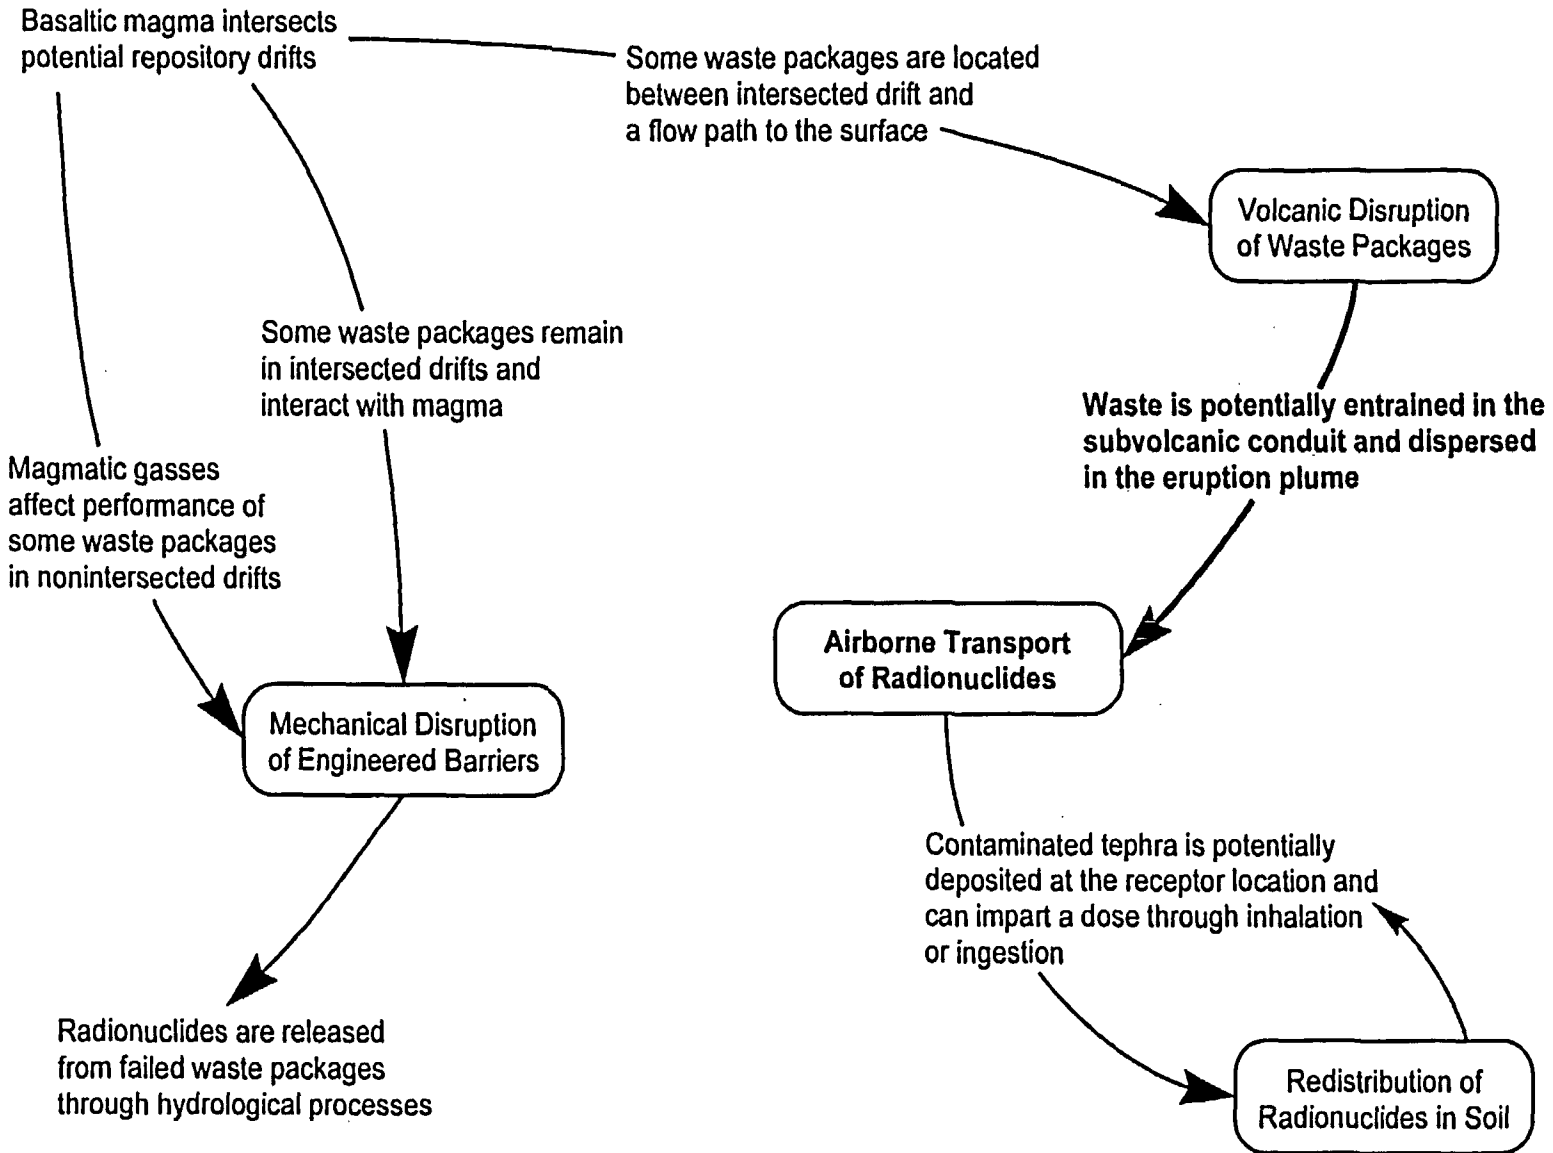 Basaltic magma intersects
potential repository drifts
Some waste packages are located
between intersected drift and
a flow path to the surface
Volcanic Disruption
of Waste Packages
Some waste packages remain
in intersected drifts and
interact with magma
Waste is potentially entrained in the
subvolcanic conduit and dispersed
in the eruption plume
Magmatic gasses
affect performance of
some waste packages
in nonintersected drifts
Airborne Transport
of Radionuclides
Mechanical Disruption
of Engineered Barriers
Contaminated tephra is potentially
deposited at the receptor location and
can impart a dose through inhalation
or ingestion
Radionuclides are released
from failed waste packages
through hydrological processes
Redistribution of
Radionuclides in Soil